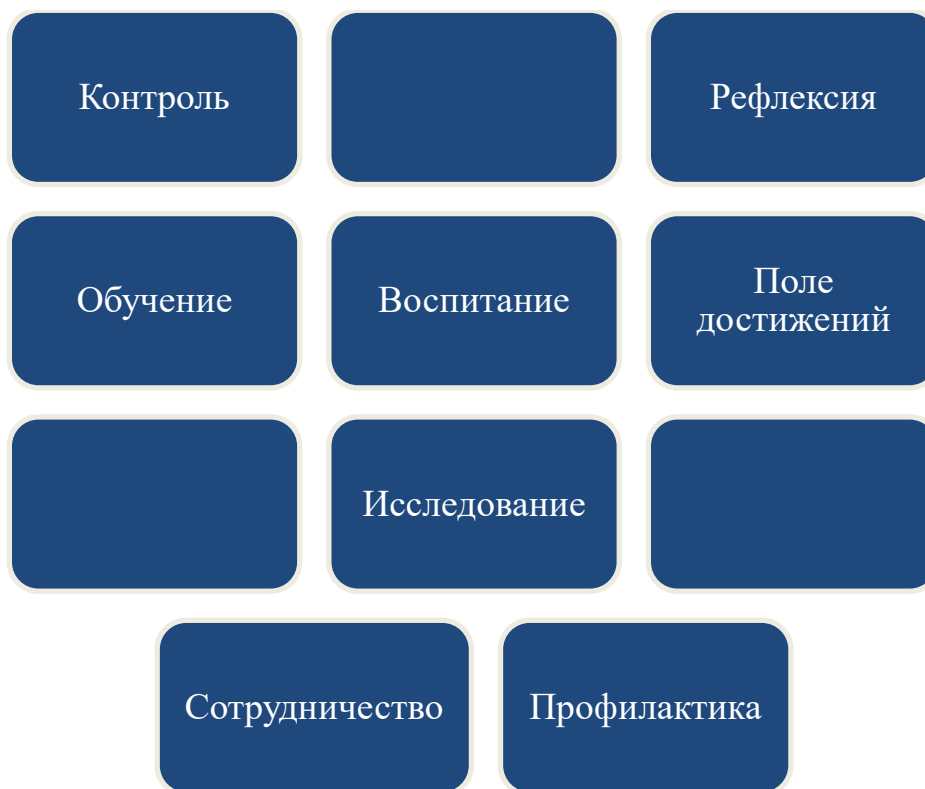 Контроль
Рефлексия
Обучение
Воспитание
Поле
достижений
Исследование
Сотрудничество
Профилактика